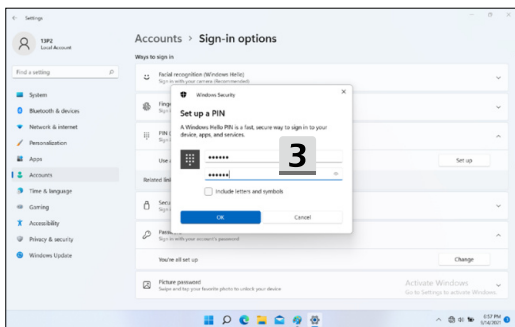 Settings
13P2
Local Account
Find a setting
System
Bluetooth & devices
Network & internet
Personalization
Apps
Accounts
Time & language
Gaming
Accessibility
Privacy & security
Windows Update
Accounts > Sign-in options
Ways to sign in
Facial recognition (Windows Hello)
Sign in with your camera (Recommended)
Windows Security
Set up a PIN
A Windows Hello PIN is a fast, secure way to sign in to your
device, apps, and services.
3
Include letters and symbols
OK
Cancel
PIN
Set up
Sign in with your account's password
You're all set up
Change
Picture password
Swipe and tap your favorite photo to unlock your device
Activate Windows
Go to Settings to activate Windows.
3:57 PM